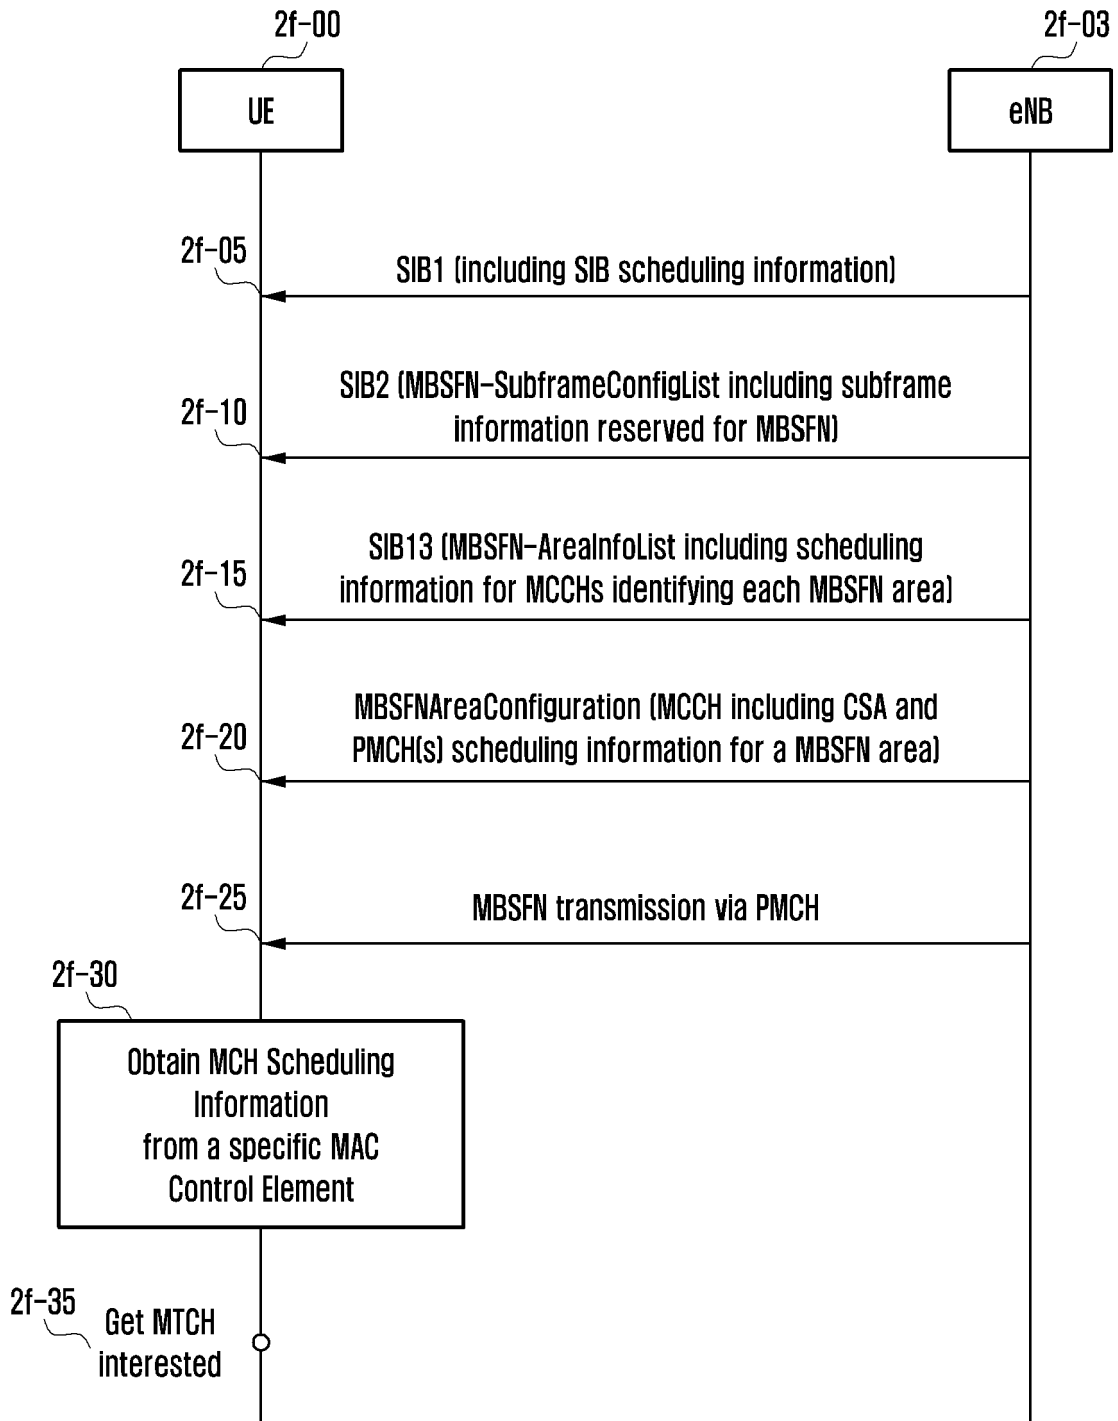 2f-00
2f-03
UE
eNB
2f-05
SIB1 (including SIB scheduling information)
SIB2 (MBSFN-SubframeConfigList including subframe
2f-10
information reserved for MBSFN)
SIB13 (MBSFN-AreaInfoList including scheduling
2f-15
information for MCCHs identifying each MBSFN area)
MBSFNAreaConfiguration (MCCH including CSA and
2f-20
PMCH(s) scheduling information for a MBSFN area)
2f-25
MBSFN transmission via PMCH
2f-30
Obtain MCH Scheduling
Information
from a specific MAC
Control Element
2f-35
Get MTCH
interested